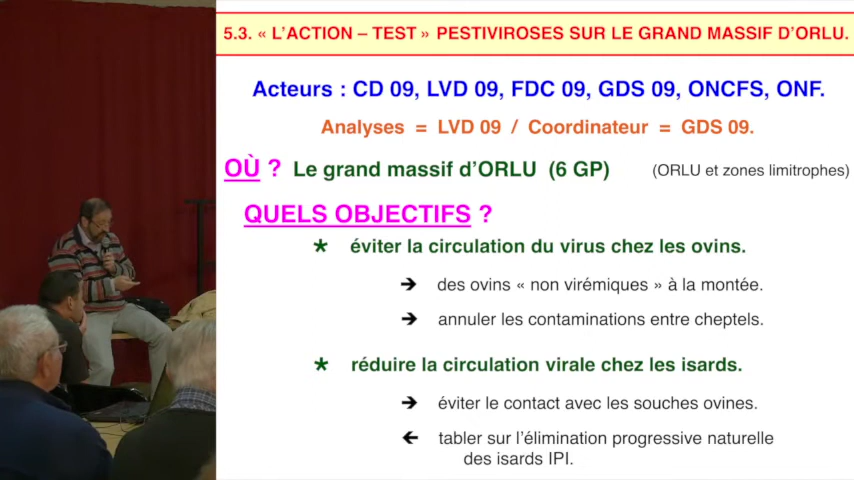 5.3. « L'ACTION – TEST » PESTIVIROSES SUR LE GRAND MASSIF D'ORLU.
Acteurs : CD 09, LVD 09, FDC 09, GDS 09, ONCFS, ONF.
Analyses = LVD 09 / Coordinateur = GDS 09.
OÙ ? Le grand massif d'ORLU (6 GP) (ORLU et zones limitrophes)
QUELS OBJECTIFS ?
* éviter la circulation du virus chez les ovins.
➔ des ovins « non virémiques » à la montée.
➔ annuler les contaminations entre cheptels.
* réduire la circulation virale chez les isards.
➔ éviter le contact avec les souches ovines.
← tabler sur l'élimination progressive naturelle
des isards IPI.